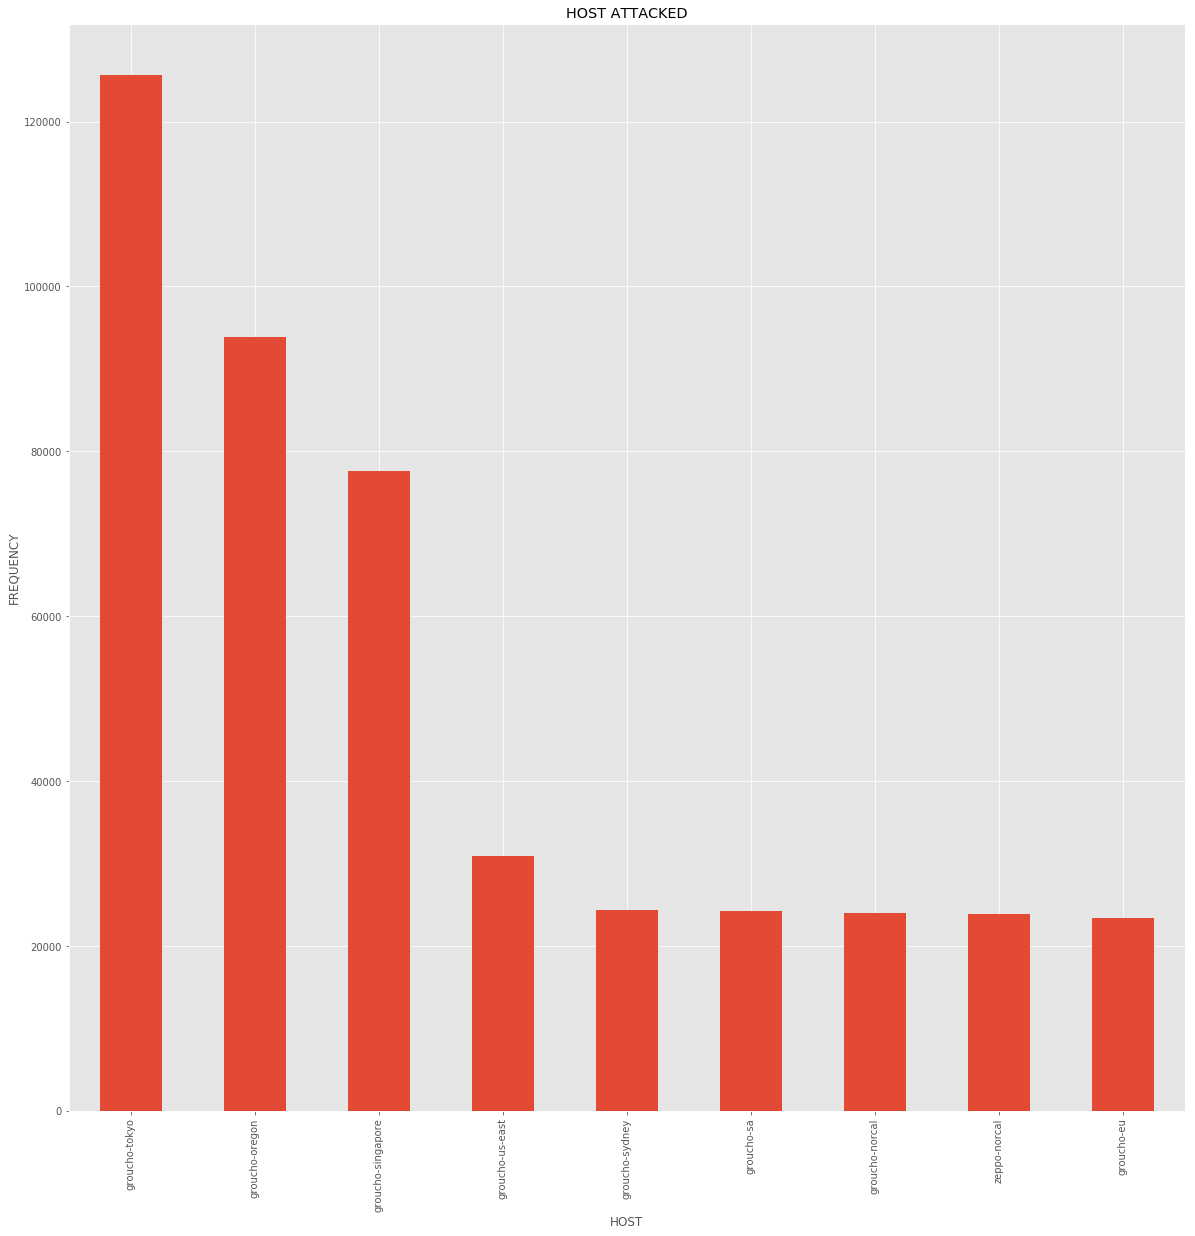 HOST ATTACKED
FREQUENCY
120000
100000
80000
60000
40000
20000
0
groucho-tokyo
groucho-oregon
groucho-singapore
groucho-us-east
groucho-sydney
groucho-sa
groucho-norcal
zeppo-norcal
groucho-eu
HOST